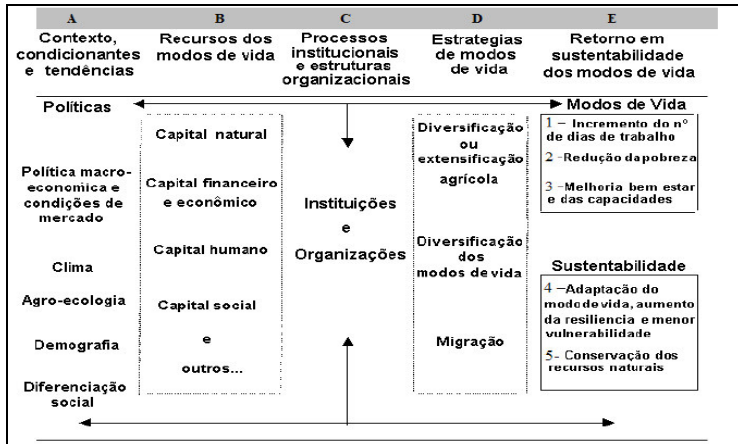 A
B
C
D
E
Contexto,
condicionantes
e tendências
Recursos dos
modos de vida
Processos
institucionais
e estruturas
organizacionais
Estrategias
de modos
de vida
Retorno em
sustentabilidade
dos modos de vida
Políticas
Política macro-
economica e
condições de
mercado
Clima
Agro-ecologia
Demografia
Diferenciação
social
Capital natural
Capital financeiro
e econômico
Capital humano
Capital social
e
outros...
Instituições
e
Organizações
Diversificação
ou
extensificação
agrícola
Diversificação
dos
modos de vida
Migração
Modos de Vida
1 – Incremento do nº
de dias de trabalho
2 -Redução da pobreza
3 –Melhoria bem estar
e das capacidades
Sustentabilidade
4 –Adaptação do
modo de vida, aumento
da resiliencia e menor
vulnerabilidade
5- Conservação dos
recursos naturais